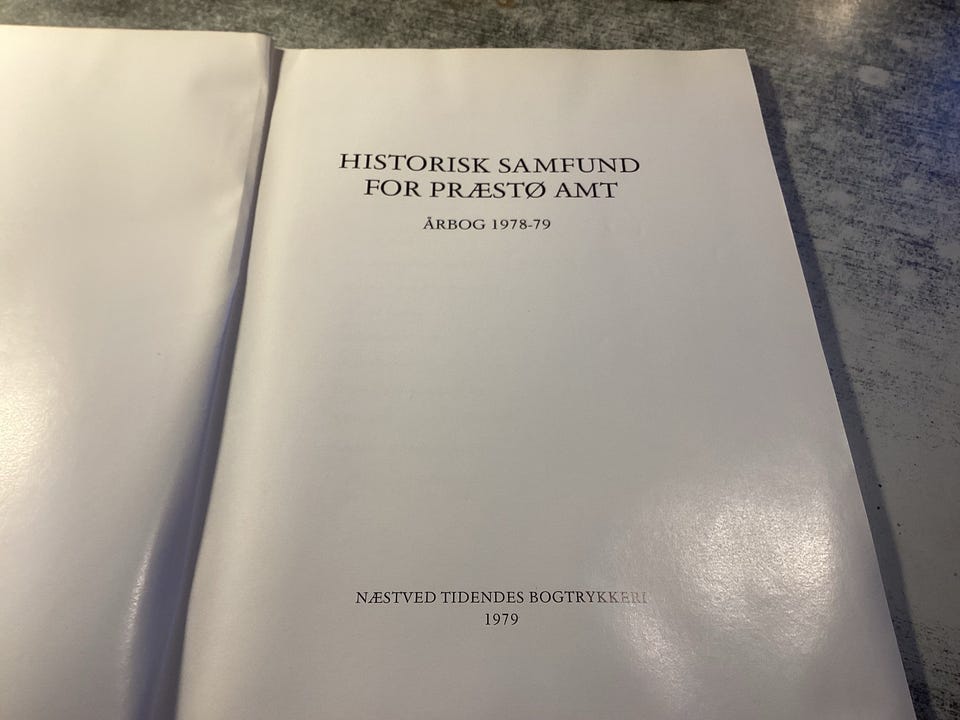 HISTORISK SAMFUND
FOR PRÆSTØ AMT
ÅRBOG 1978-79
NÆSTVED TIDENDES BOGTRYKKERI
1979